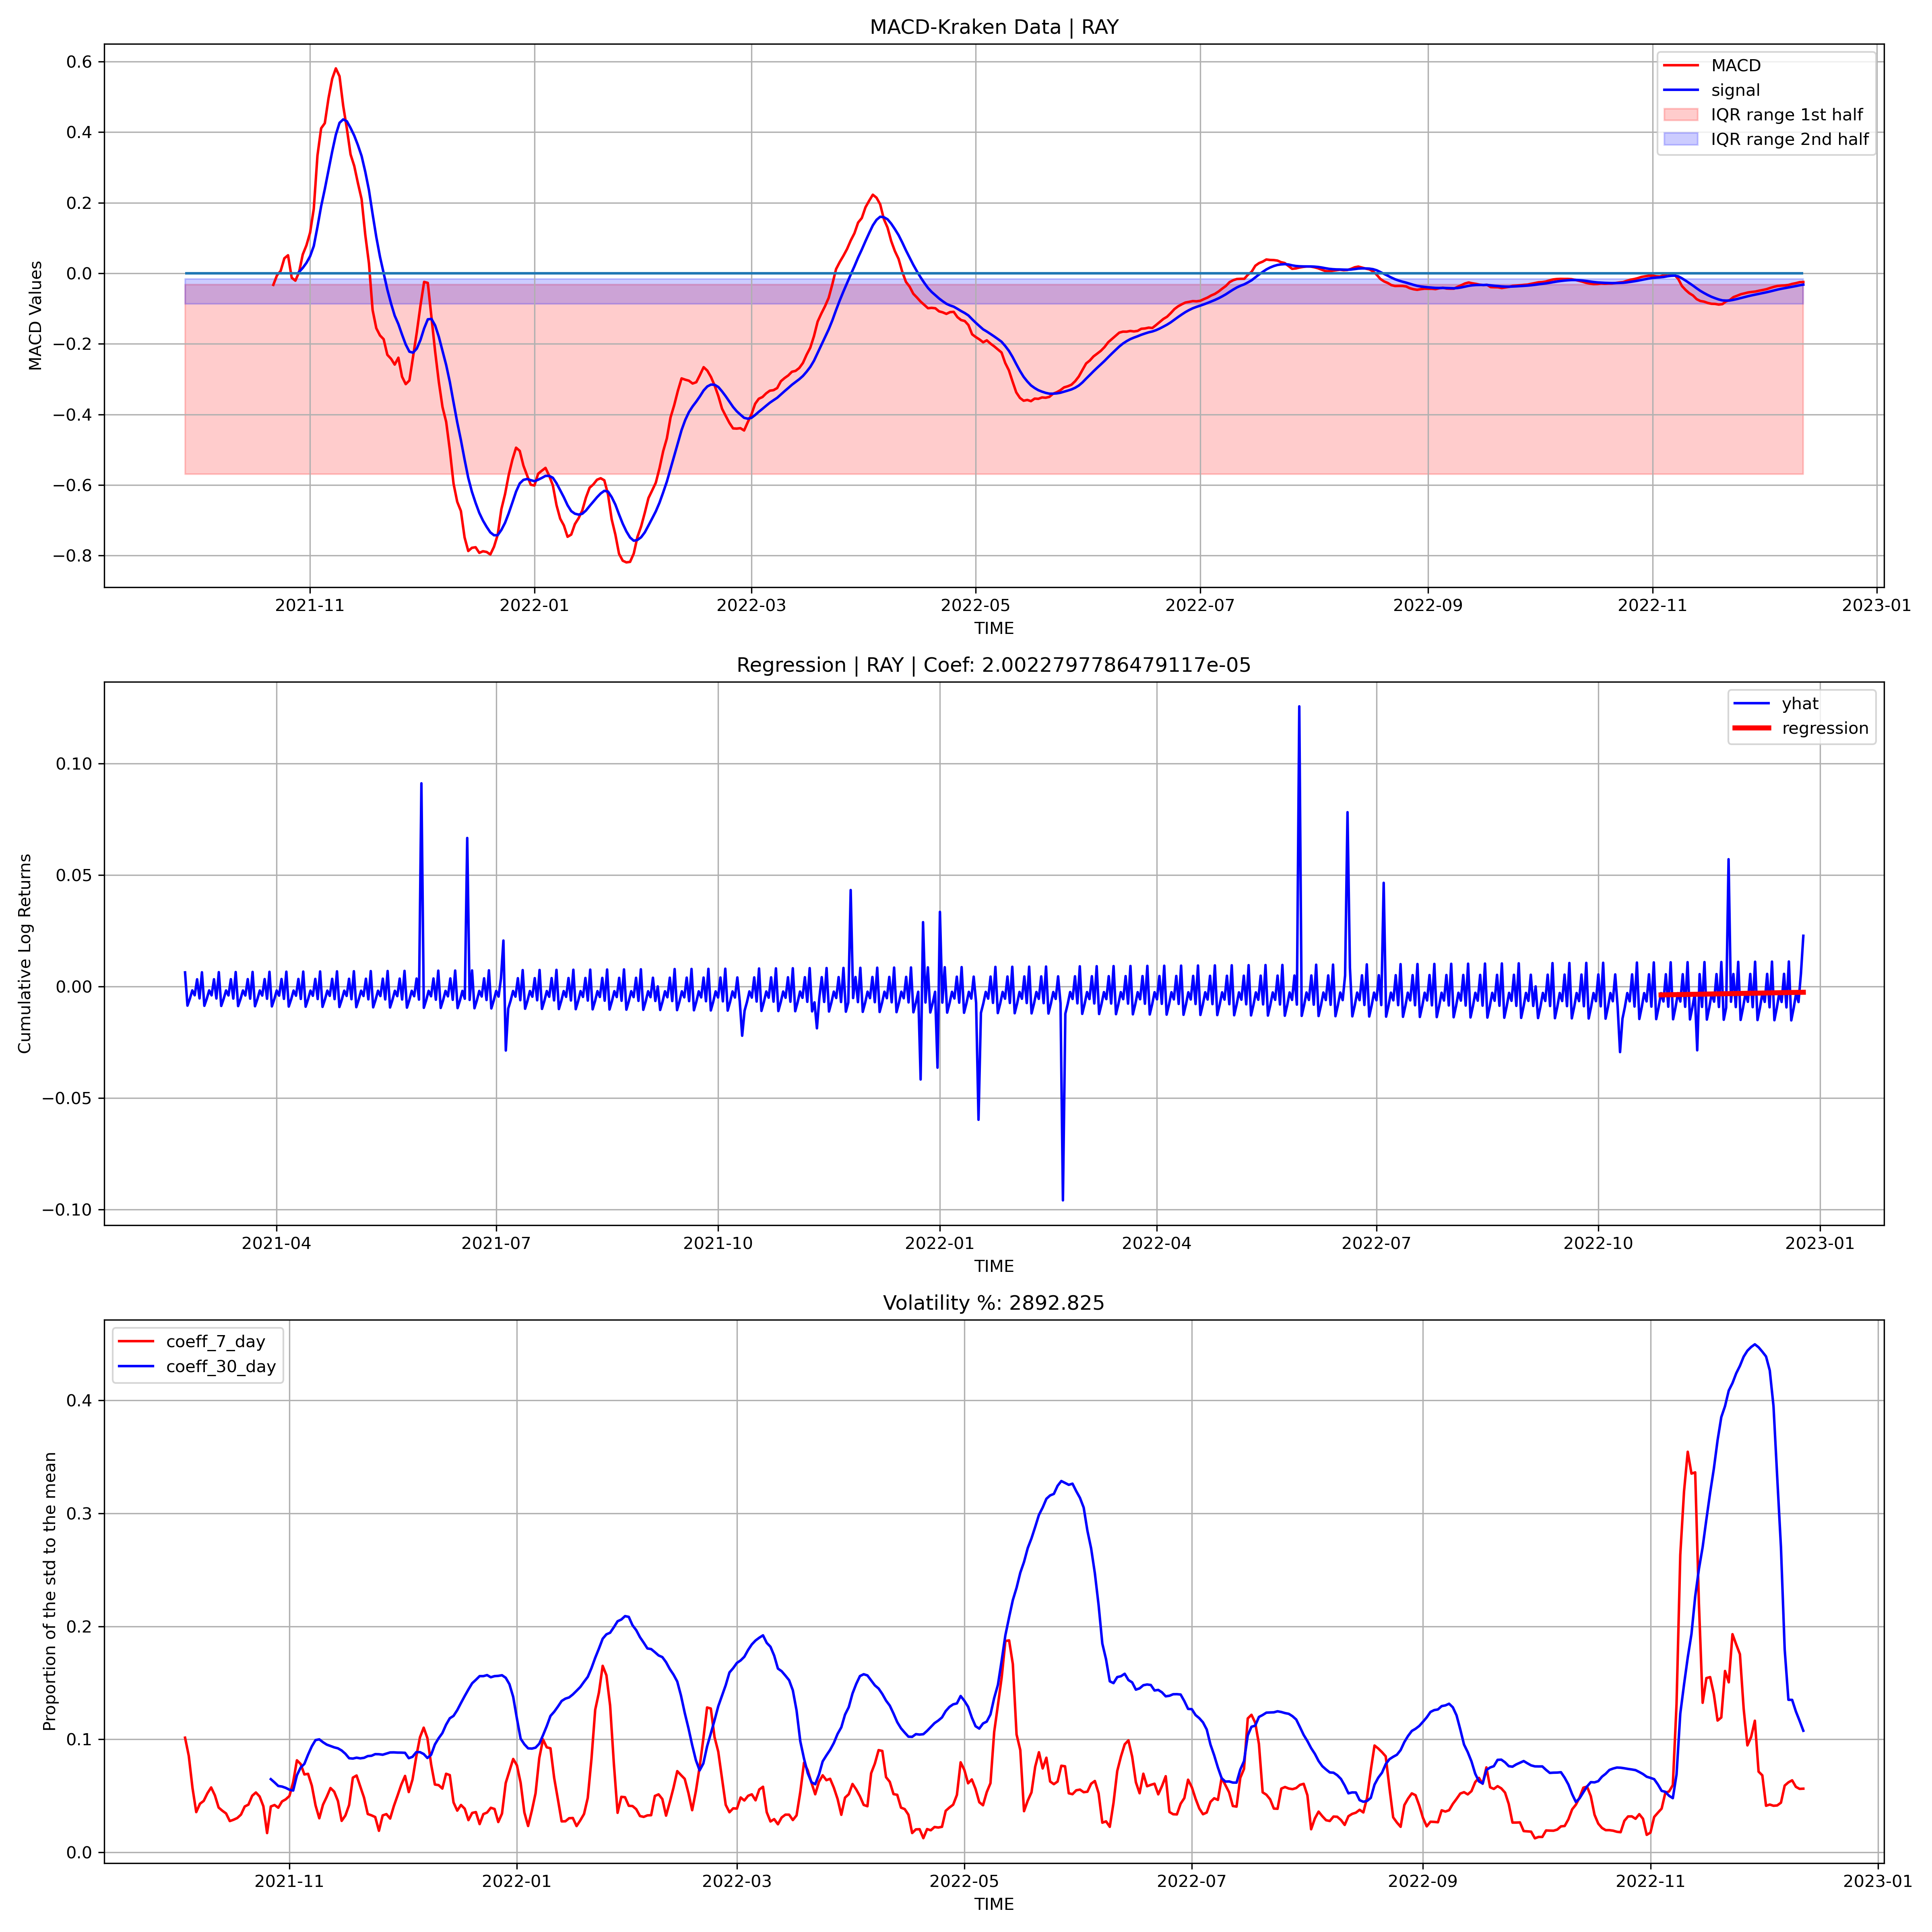 MACD-Kraken Data | RAY
MACD Values
0.6
0.4
0.2
0.0
−0.2
−0.4
−0.6
−0.8
MACD
signal
IQR range 1st half
IQR range 2nd half
2021-11
2022-01
2022-03
2022-05
2022-07
2022-09
2022-11
2023-01
TIME
Regression | RAY | Coef: 2.0022797786479117e-05
Cumulative Log Returns
0.10
0.05
0.00
−0.05
−0.10
yhat
regression
2021-04
2021-07
2021-10
2022-01
2022-04
2022-07
2022-10
2023-01
TIME
Volatility %: 2892.825
Proportion of the std to the mean
coeff_7_day
coeff_30_day
0.4
0.3
0.2
0.1
0.0
2021-11
2022-01
2022-03
2022-05
2022-07
2022-09
2022-11
2023-01
TIME